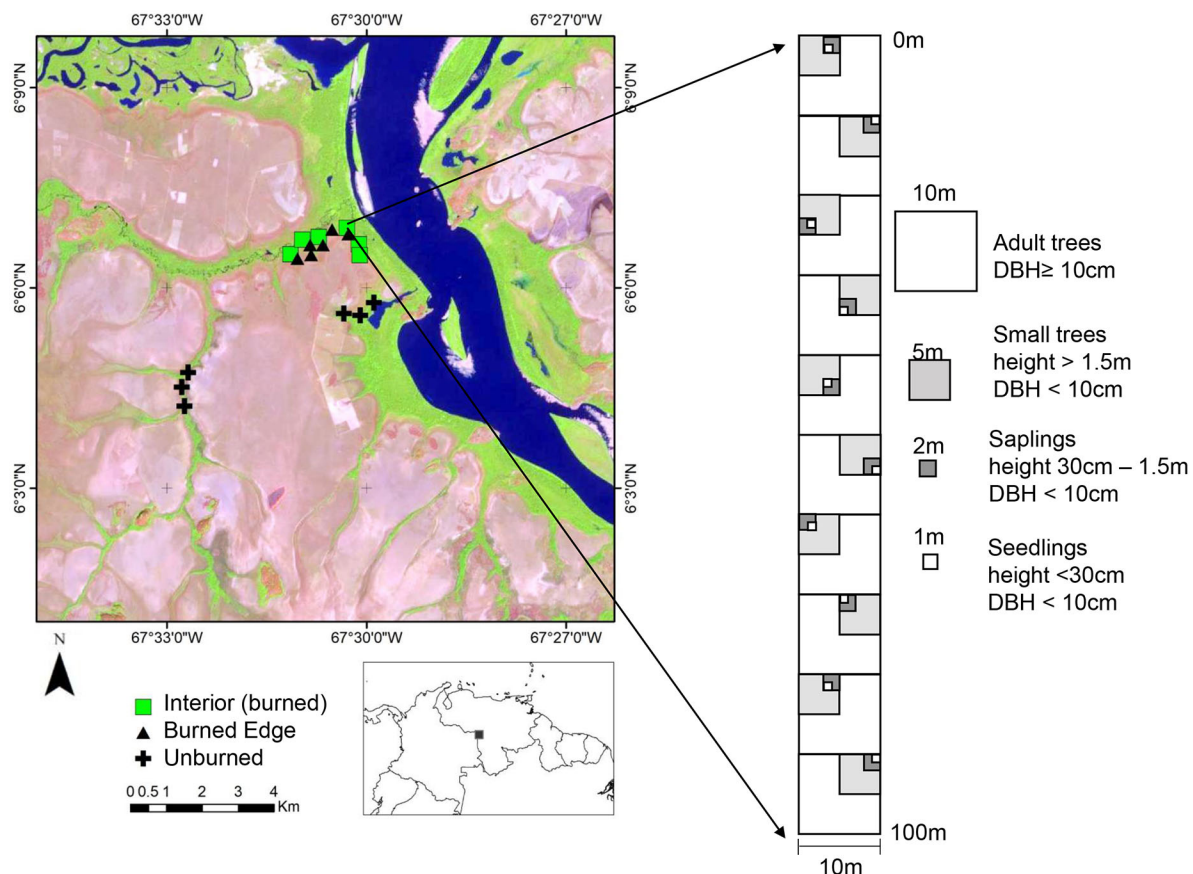 67°33'0"W
67°30'0"W
67°27'0"W
6°9'0"N
6°6'0"N
6°3'0"N
6°9'0"N
6°6'0"N
6°3'0"N
67°33'0"W
67°30'0"W
67°27'0"W
N
Interior (burned)
Burned Edge
Unburned
0 0.5 1 2 3 4
Km
0m
100m
10m
10m
Adult trees
DBH≥ 10cm
5m
Small trees
height > 1.5m
DBH < 10cm
2m
Saplings
height 30cm – 1.5m
DBH < 10cm
1m
Seedlings
height <30cm
DBH < 10cm